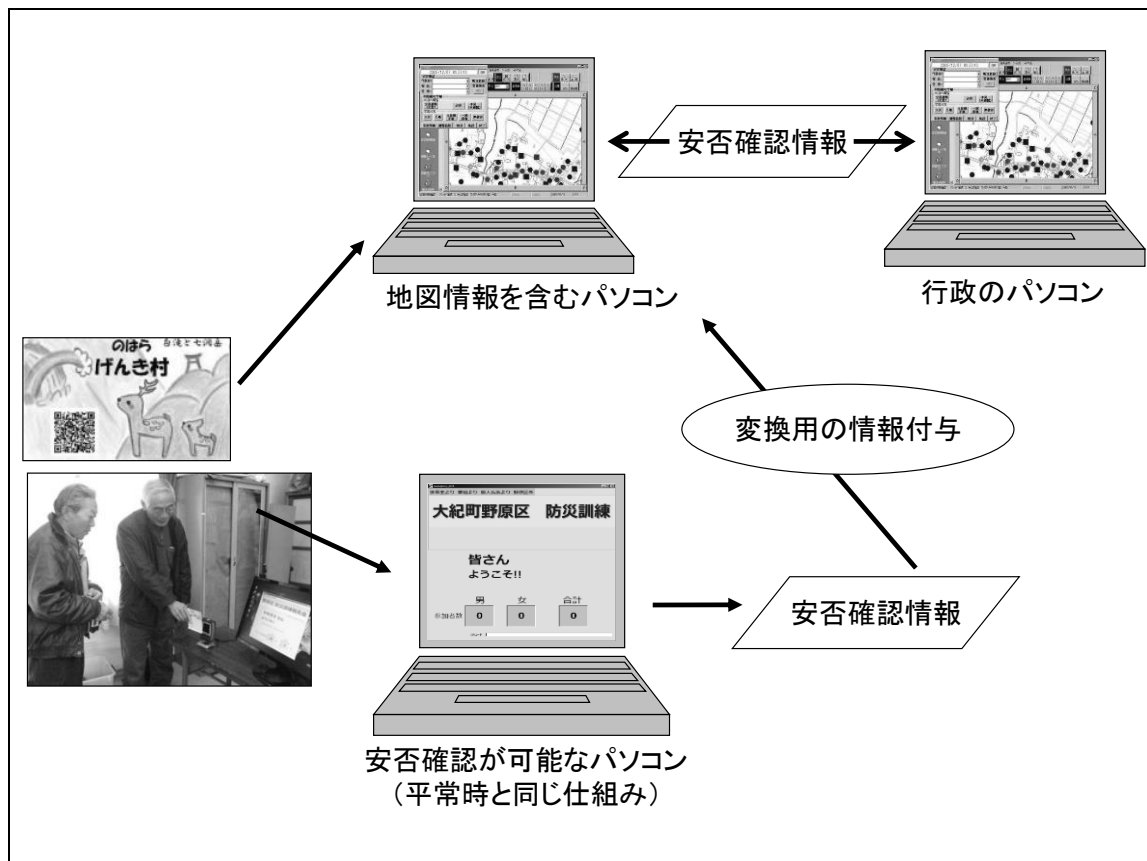 安否確認情報
地図情報を含むパソコン
行政のパソコン
のはら
げんき村
変換用の情報付与
大紀町野原区 防災訓練
皆さん
ようこそ!!
男 女 合計
参加者数 0 0 0
安否確認情報
安否確認が可能なパソコン
(平常時と同じ仕組み)